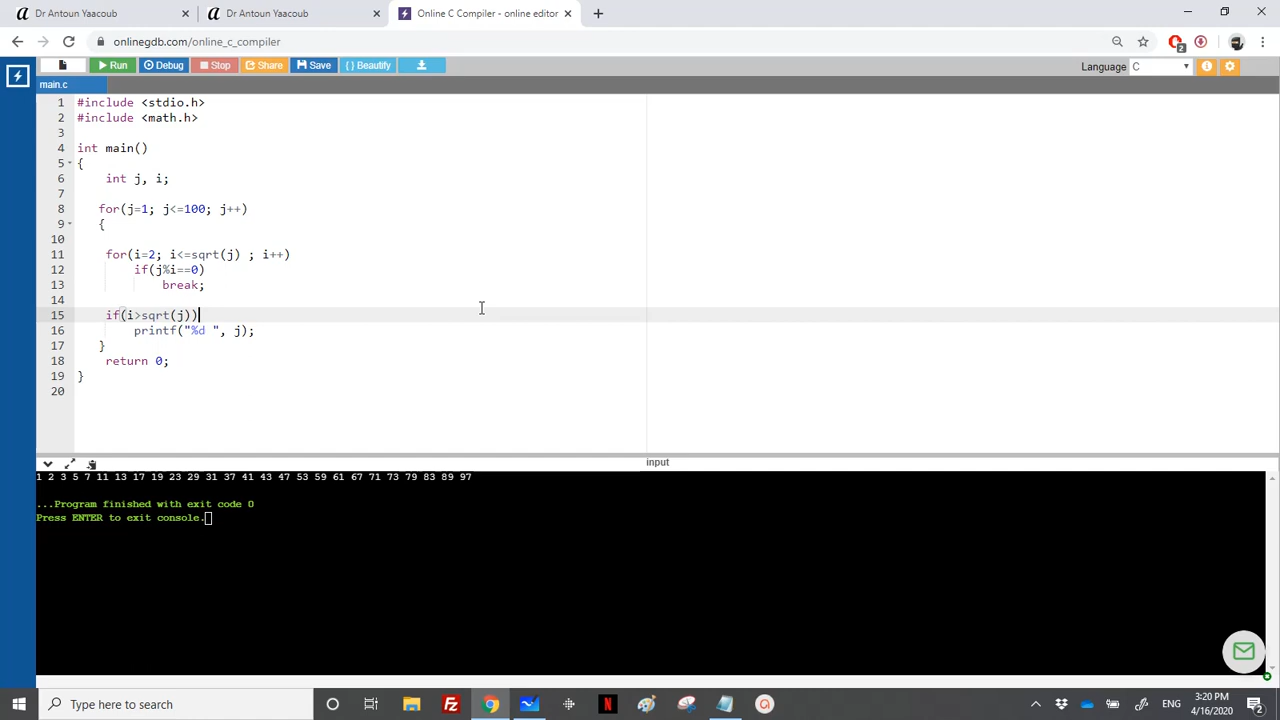 Dr Antoun Yaacoub
Dr Antoun Yaacoub
Online C Compiler - online editor
onlinegdb.com/online_c_compiler
2
Run
Debug
Stop
Share
Save
{ } Beautify
Language C
main.c
1 #include <stdio.h>
2 #include <math.h>
3
4 int main()
5 {
6 int j, i;
7
8 for(j=1; j<=100; j++)
9 {
10
11 for(i=2; i<=sqrt(j) ; i++)
12 if(j%i==0)
13 break;
14
15 if(i>sqrt(j))
16 printf("%d ", j);
17 }
18 return 0;
19 }
20
input
1 2 3 5 7 11 13 17 19 23 29 31 37 41 43 47 53 59 61 67 71 73 79 83 89 97
...Program finished with exit code 0
Press ENTER to exit console.
Type here to search
ENG
3:20 PM
4/16/2020
2